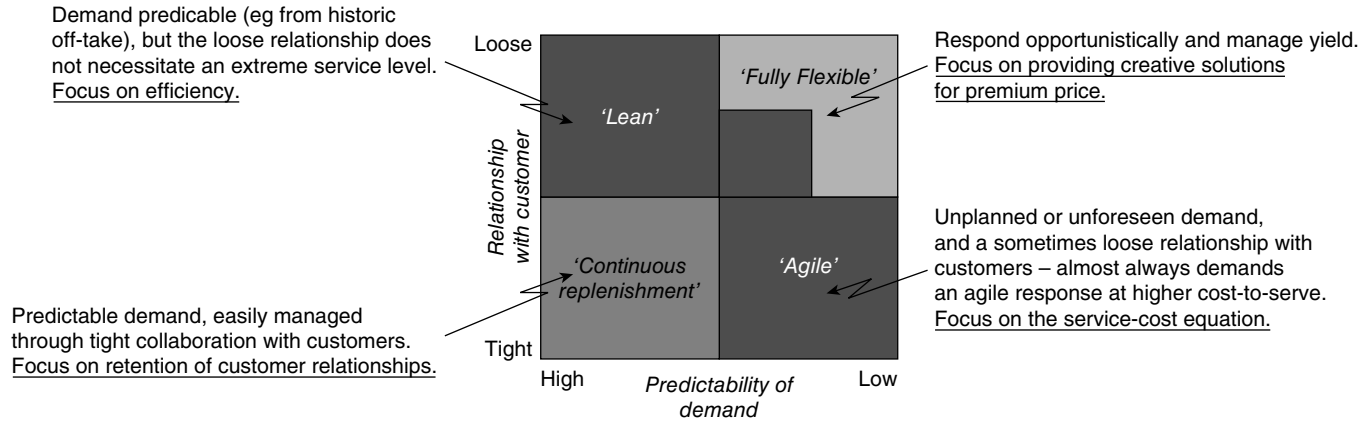 Demand predicable (eg from historic
off-take), but the loose relationship does
not necessitate an extreme service level.
Focus on efficiency.
Loose
'Lean'
'Fully Flexible'
Respond opportunistically and manage yield.
Focus on providing creative solutions
for premium price.
Relationship
with customer
Predictable demand, easily managed
through tight collaboration with customers.
Focus on retention of customer relationships.
'Continuous
replenishment'
'Agile'
Unplanned or unforeseen demand,
and a sometimes loose relationship with
customers – almost always demands
an agile response at higher cost-to-serve.
Focus on the service-cost equation.
Tight
High
Predictability of
demand
Low